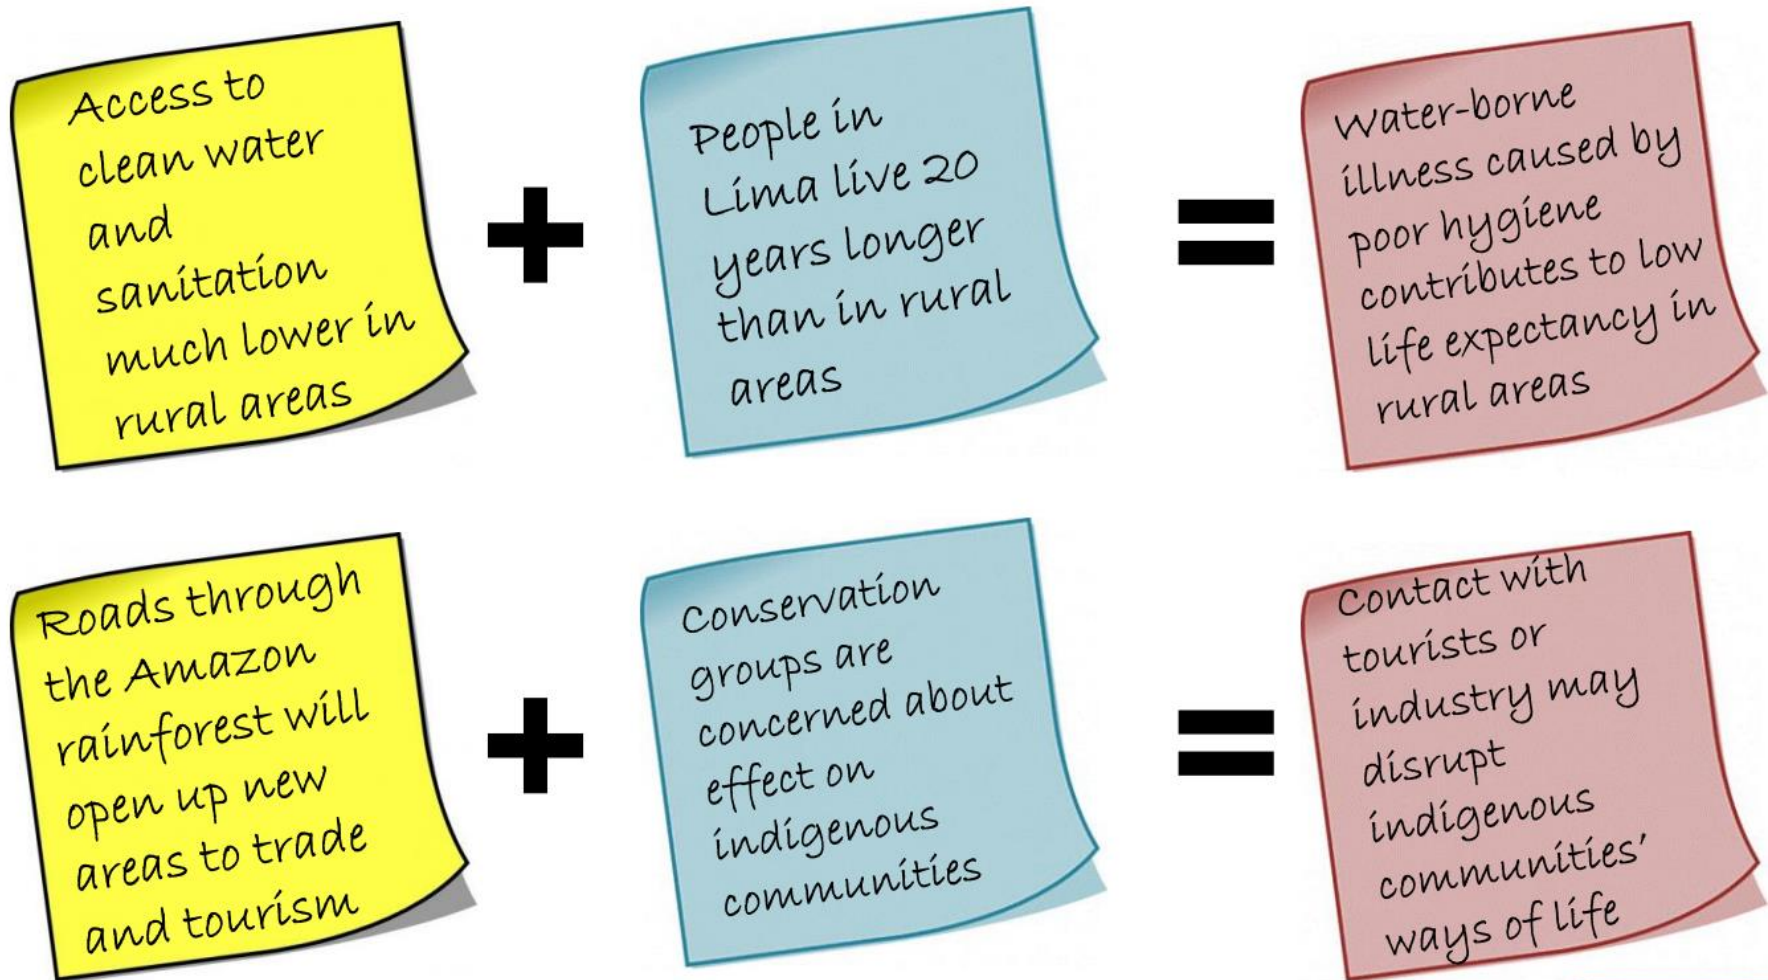 Access to
clean water
and
sanitation
much lower in
rural areas
+
People in
Lima live 20
years longer
than in rural
areas
=
Water-borne
illness caused by
poor hygiene
contributes to low
life expectancy in
rural areas
Roads through
the Amazon
rainforest will
open up new
areas to trade
and tourism
+
Conservation
groups are
concerned about
effect on
indigenous
communities
=
Contact with
tourists or
industry may
disrupt
indigenous
communities'
ways of life